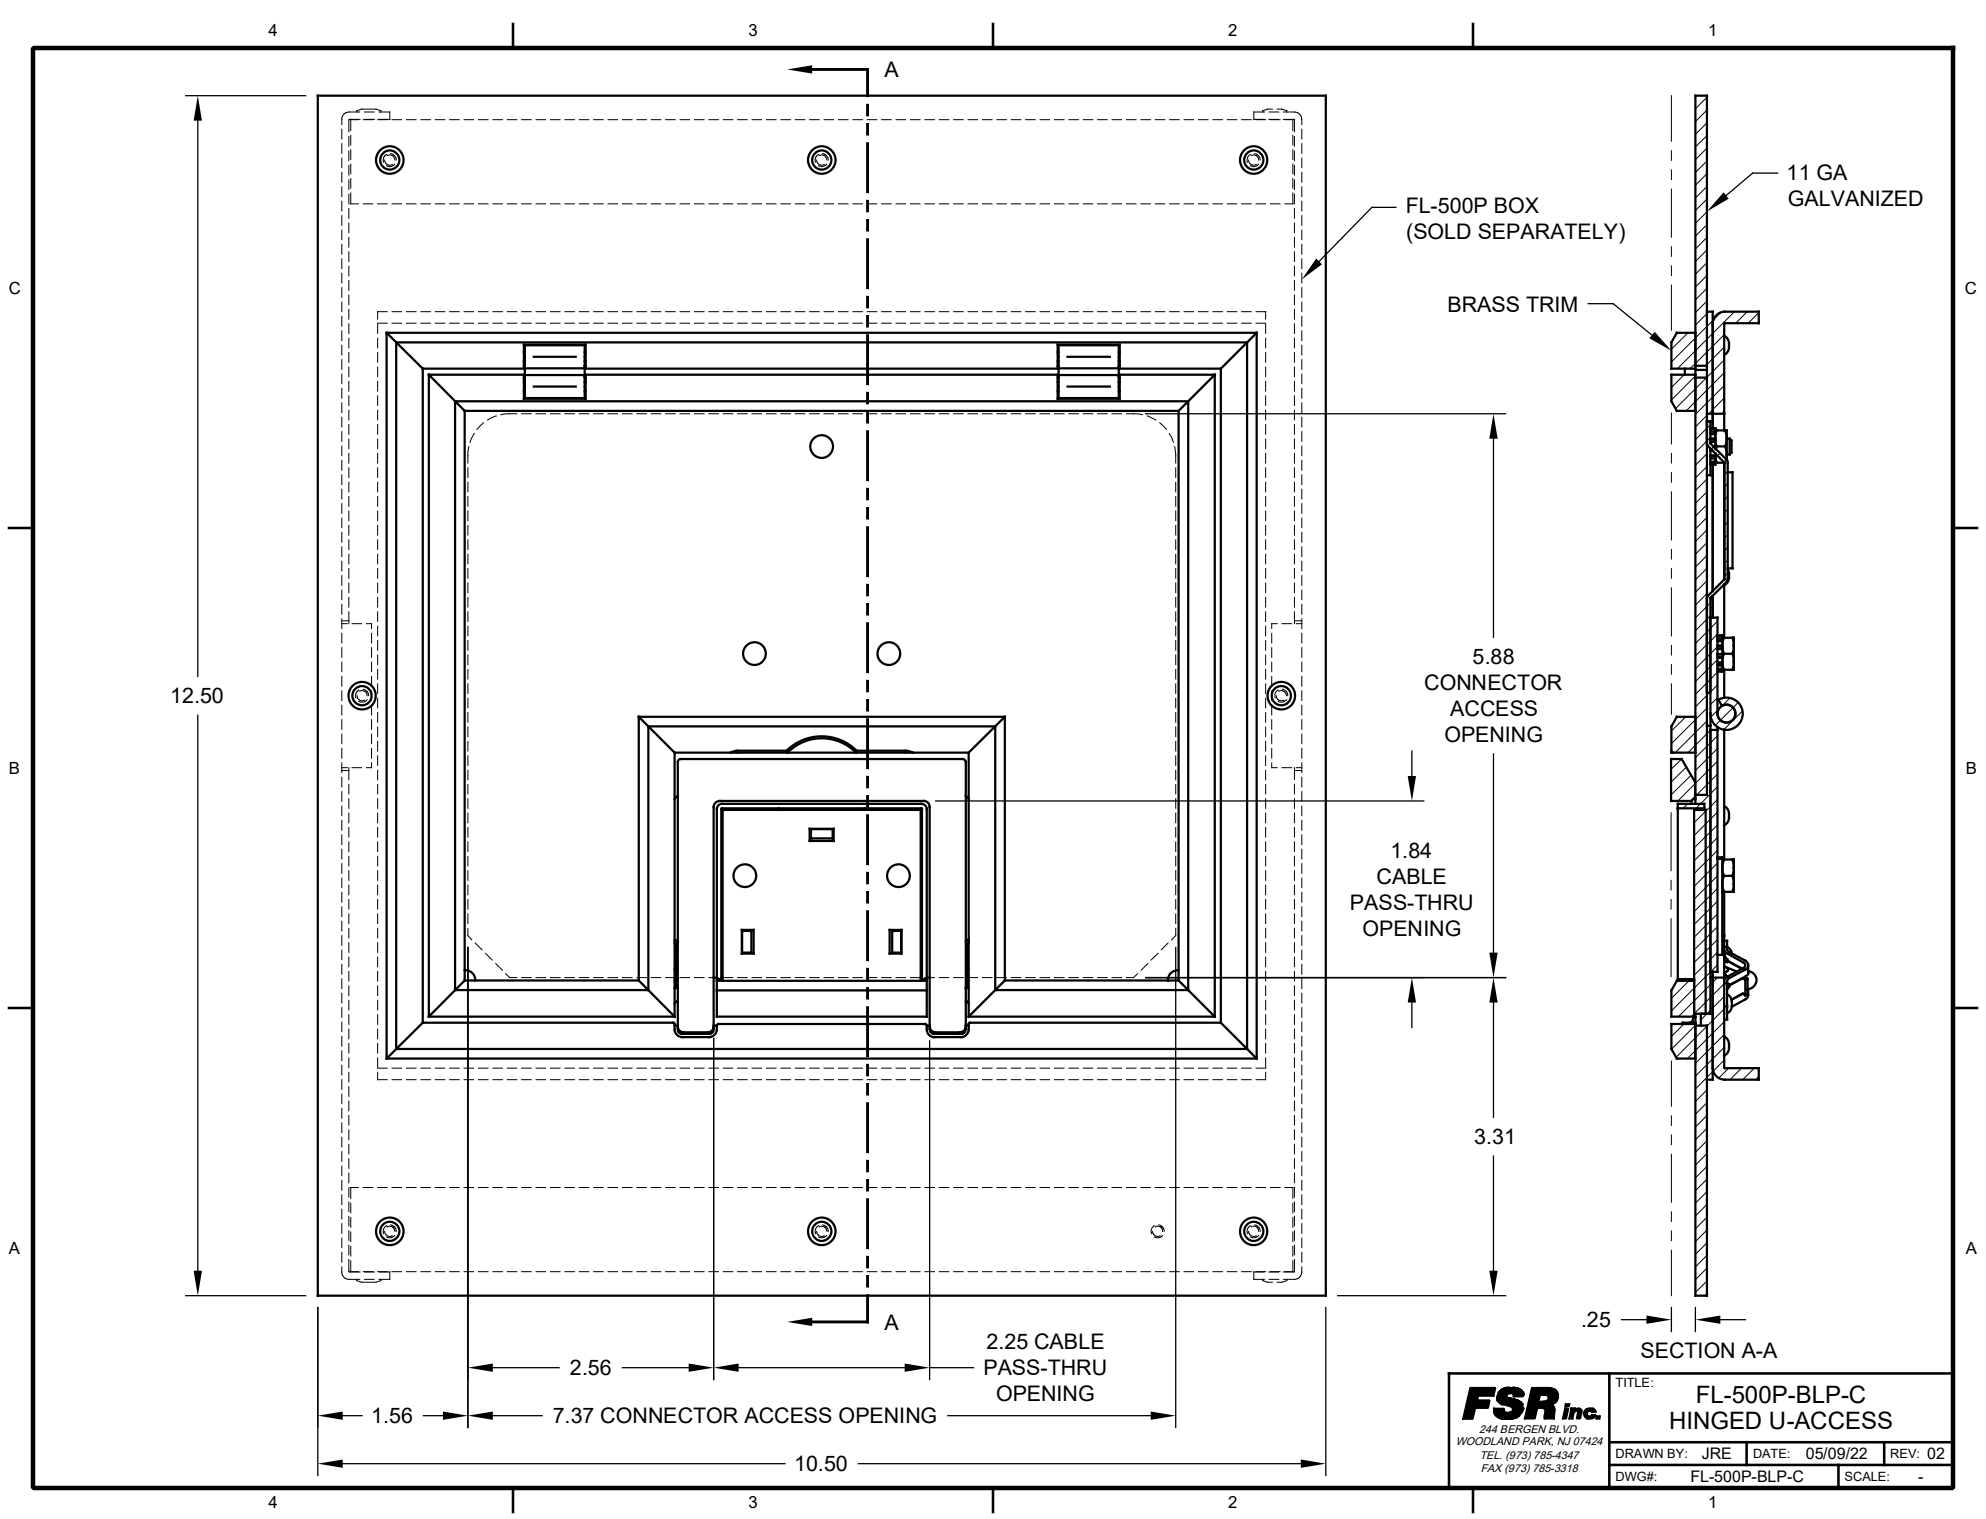 4 3 2 1
A
11 GA
GALVANIZED
FL-500P BOX
(SOLD SEPARATELY)
C C
BRASS TRIM
12.50
5.88
CONNECTOR
ACCESS
OPENING
B B
1.84
CABLE
PASS-THRU
OPENING
3.31
A A
A
.25
SECTION A-A
2.56
2.25 CABLE
PASS-THRU
OPENING
1.56
7.37 CONNECTOR ACCESS OPENING
10.50
FSR inc.
244 BERGEN BLVD.
WOODLAND PARK, NJ 07424
TEL. (973) 785-4347
FAX (973) 785-3318
TITLE:
FL-500P-BLP-C
HINGED U-ACCESS
DRAWN BY: JRE DATE: 05/09/22 REV: 02
DWG#: FL-500P-BLP-C SCALE: -
4 3 2 1